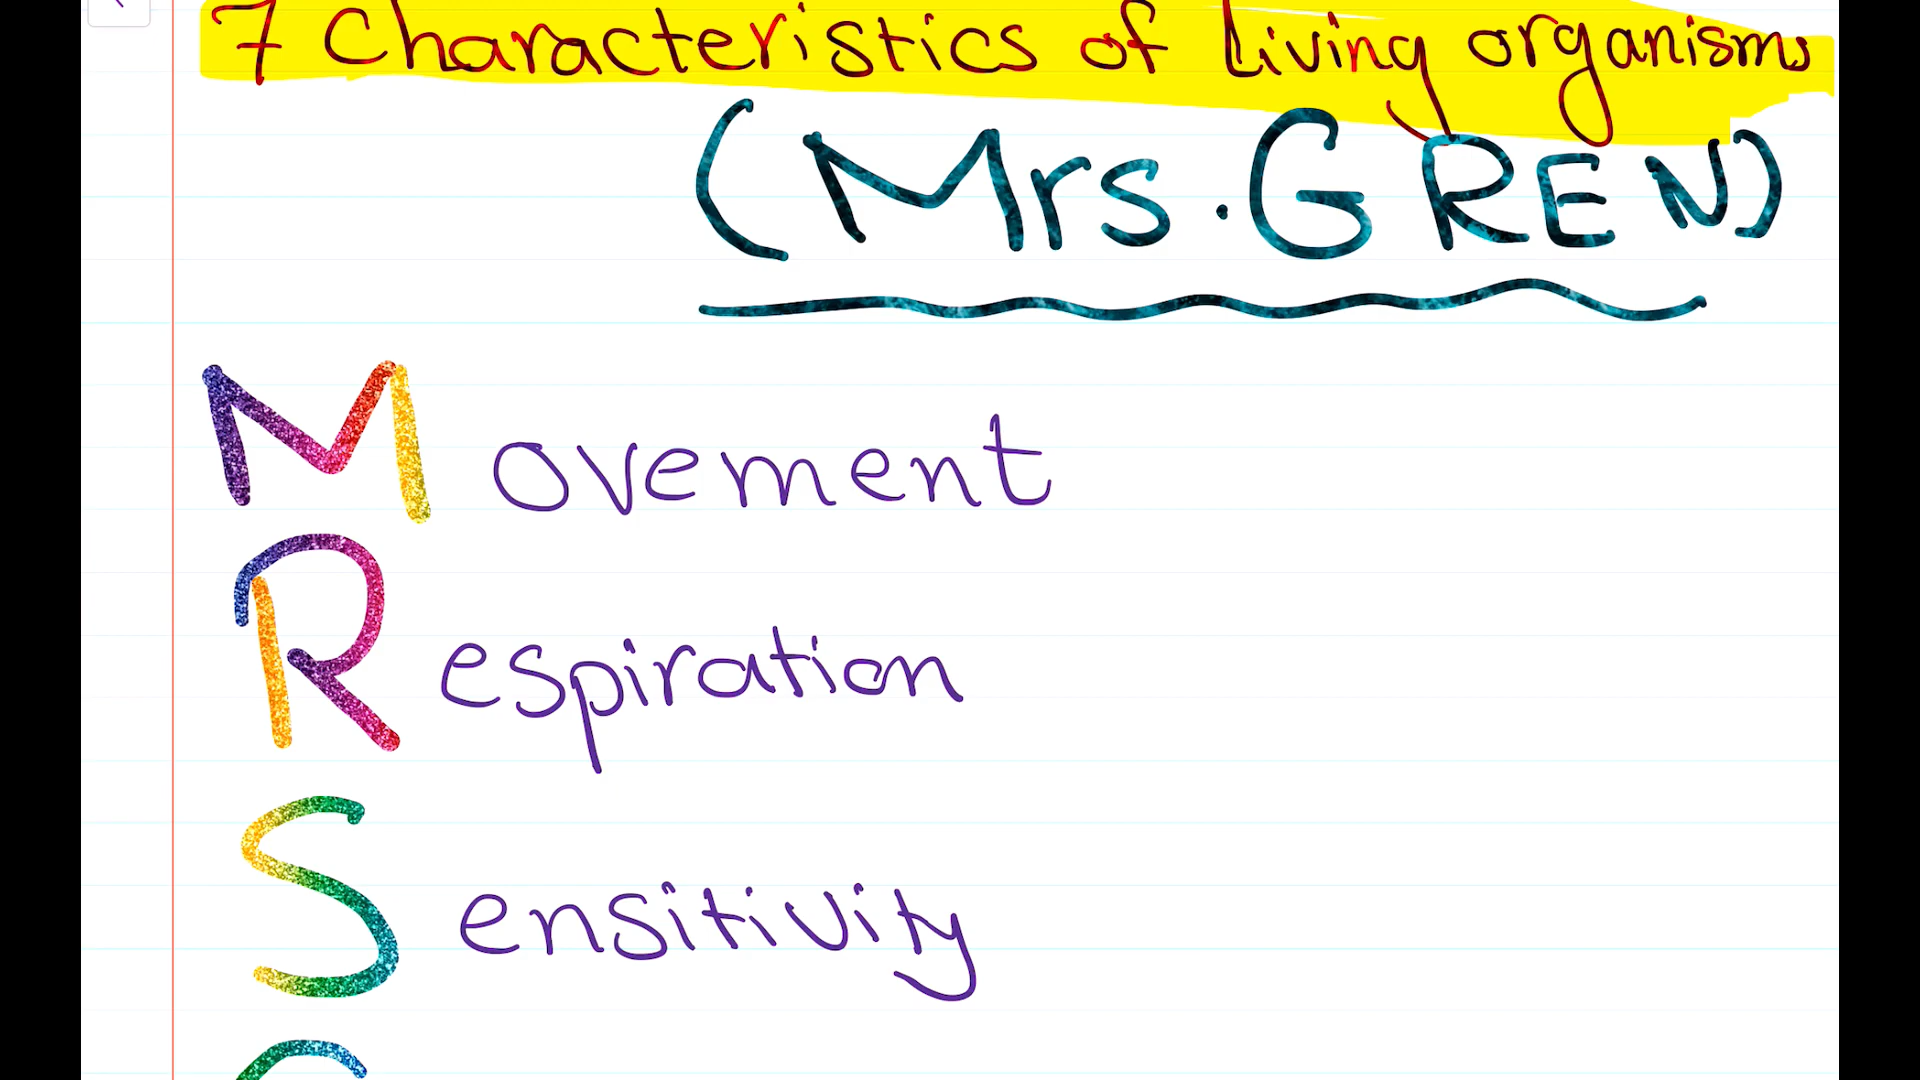 7 Characteristics of Living organisms
(Mrs. GREN)
Movement
Respiration
Sensitivity